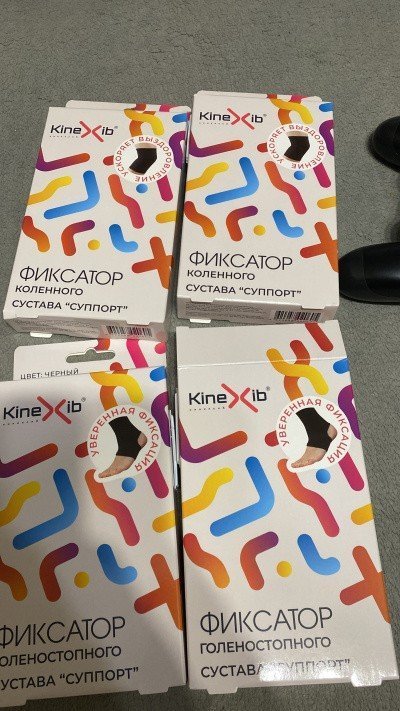 KineXib®
УСКОРЯЕТ ВЫЗДОРОВЛЕНИЕ
ФИКСАТОР
КОЛЕННОГО
СУСТАВА "СУППОРТ"
KineXib®
УСКОРЯЕТ ВЫЗДОРОВЛЕНИЕ
ФИКСАТОР
КОЛЕННОГО
СУСТАВА "СУППОРТ"
ЦВЕТ: ЧЕРНЫЙ
KineXib®
УВЕРЕННАЯ ФИКСАЦИЯ
ФИКСАТОР
ГОЛЕНОСТОПНОГО
СУСТАВА "СУППОРТ"
KineXib®
УВЕРЕННАЯ ФИКСАЦИЯ
ФИКСАТОР
ГОЛЕНОСТОПНОГО
СУСТАВА "СУППОРТ"